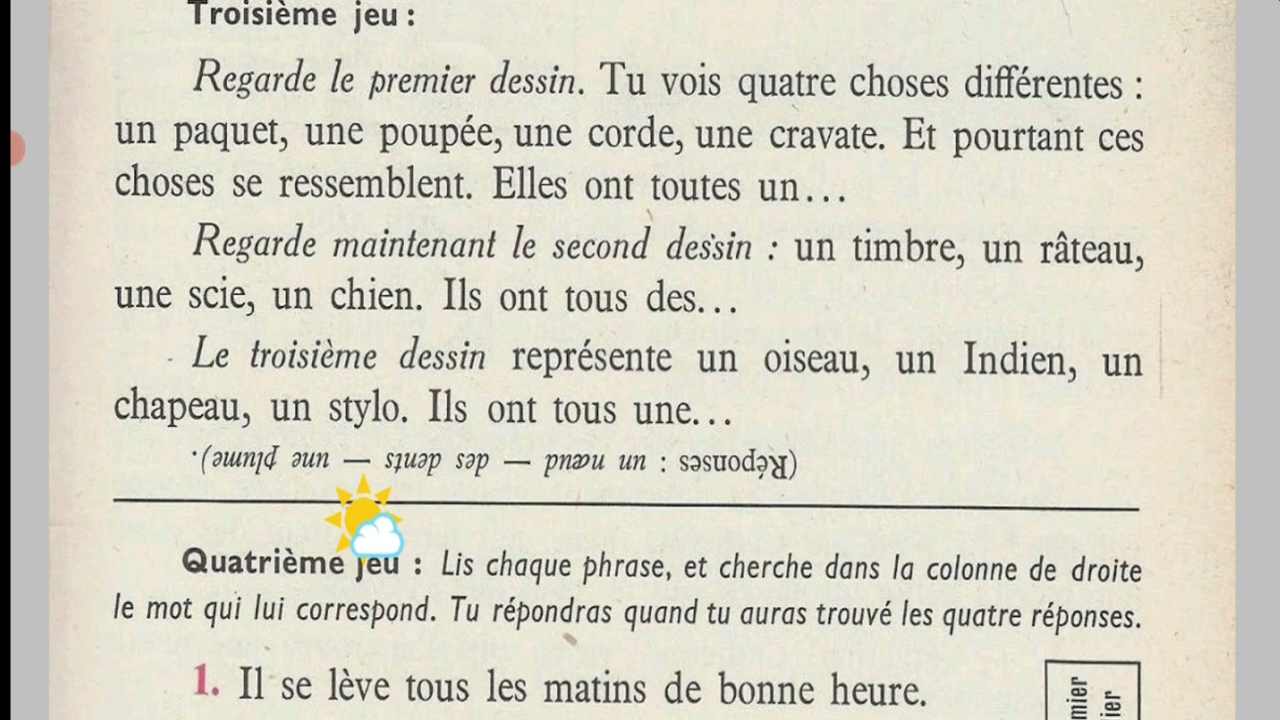 Troisième jeu :
Regarde le premier dessin. Tu vois quatre choses différentes :
un paquet, une poupée, une corde, une cravate. Et pourtant ces
choses se ressemblent. Elles ont toutes un...
Regarde maintenant le second dessin : un timbre, un râteau,
une scie, un chien. Ils ont tous des...
Le troisième dessin représente un oiseau, un Indien, un
chapeau, un stylo. Ils ont tous une...
(Réponses : un nœud — des dents — une plume).
Quatrième jeu : Lis chaque phrase, et cherche dans la colonne de droite
le mot qui lui correspond. Tu répondras quand tu auras trouvé les quatre réponses.
1. Il se lève tous les matins de bonne heure.